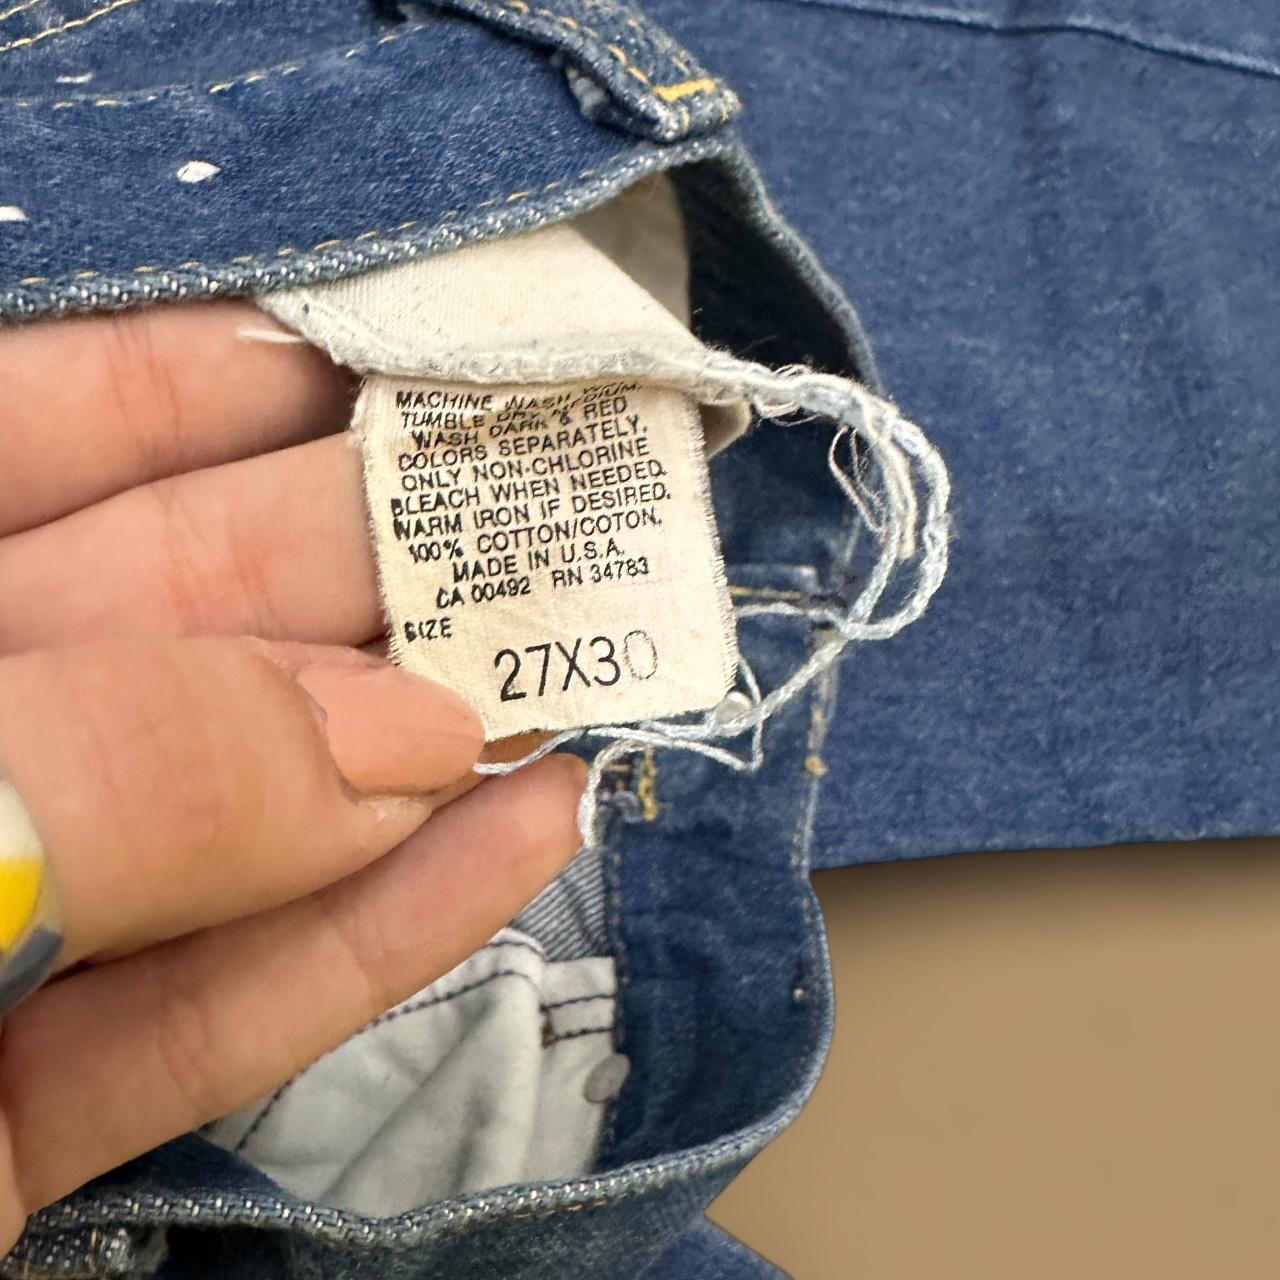 MACHINE WASH WARM.
TUMBLE DRY MEDIUM.
WASH DARK & RED
COLORS SEPARATELY.
ONLY NON-CHLORINE
BLEACH WHEN NEEDED.
WARM IRON IF DESIRED.
100% COTTON/COTON.
MADE IN U.S.A.
CA 00492 RN 34783
SIZE
27X30